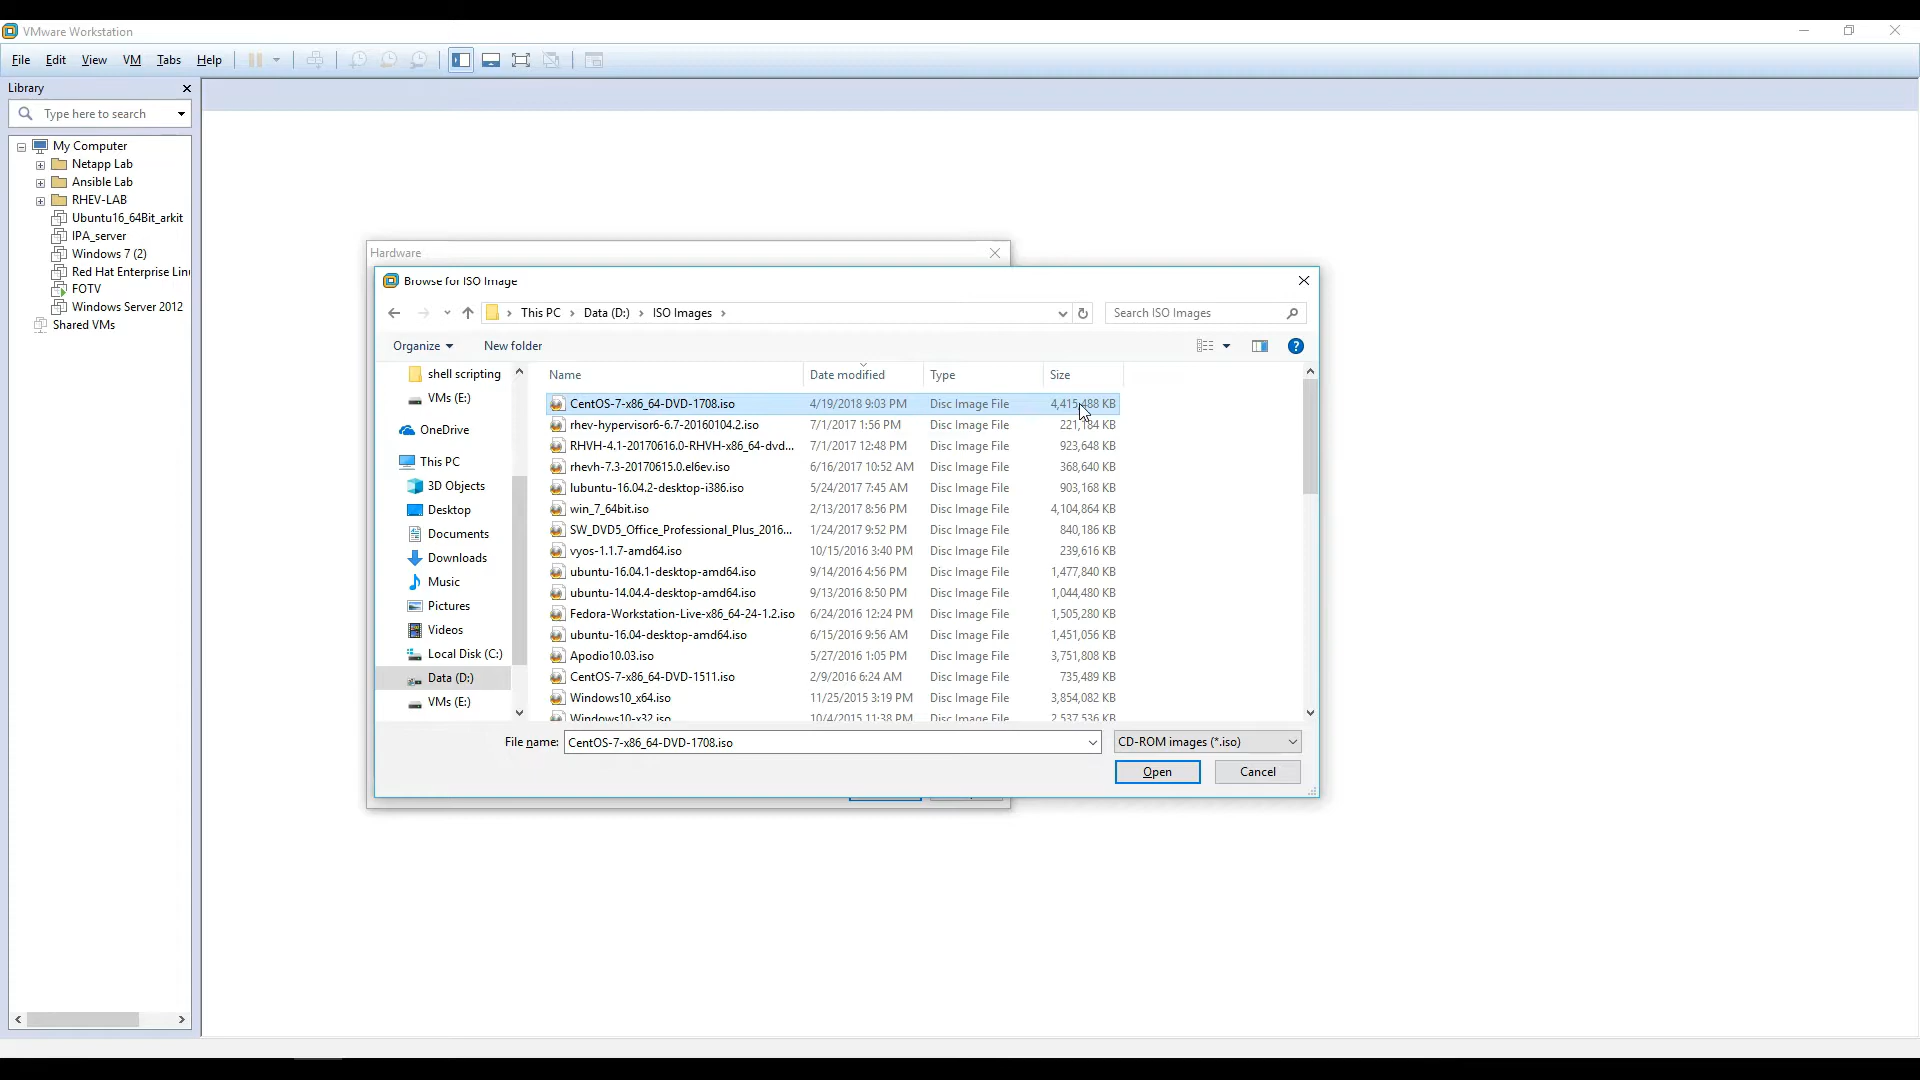 VMware Workstation
File Edit View VM Tabs Help
Library
Type here to search
My Computer
Netapp Lab
Ansible Lab
RHEV-LAB
Ubuntu16_64Bit_arkit
IPA_server
Windows 7 (2)
Red Hat Enterprise Lin
FOTV
Windows Server 2012
Shared VMs
Hardware
Browse for ISO Image
This PC Data (D:) ISO Images
Search ISO Images
Organize New folder
shell scripting
VMs (E:)
OneDrive
This PC
3D Objects
Desktop
Documents
Downloads
Music
Pictures
Videos
Local Disk (C:)
Data (D:)
VMs (E:)
Name Date modified Type Size
CentOS-7-x86_64-DVD-1708.iso 4/19/2018 9:03 PM Disc Image File 4,415,488 KB
rhev-hypervisor6-6.7-20160104.2.iso 7/1/2017 1:56 PM Disc Image File 221,184 KB
RHVH-4.1-20170616.0-RHVH-x86_64-dvd... 7/1/2017 12:48 PM Disc Image File 923,648 KB
rhevh-7.3-20170615.0.el6ev.iso 6/16/2017 10:52 AM Disc Image File 368,640 KB
lubuntu-16.04.2-desktop-i386.iso 5/24/2017 7:45 AM Disc Image File 903,168 KB
win_7_64bit.iso 2/13/2017 8:56 PM Disc Image File 4,104,864 KB
SW_DVD5_Office_Professional_Plus_2016... 1/24/2017 9:52 PM Disc Image File 840,186 KB
vyos-1.1.7-amd64.iso 10/15/2016 3:40 PM Disc Image File 239,616 KB
ubuntu-16.04.1-desktop-amd64.iso 9/14/2016 4:56 PM Disc Image File 1,477,840 KB
ubuntu-14.04.4-desktop-amd64.iso 9/13/2016 8:50 PM Disc Image File 1,044,480 KB
Fedora-Workstation-Live-x86_64-24-1.2.iso 6/24/2016 12:24 PM Disc Image File 1,505,280 KB
ubuntu-16.04-desktop-amd64.iso 6/15/2016 9:56 AM Disc Image File 1,451,056 KB
Apodio10.03.iso 5/27/2016 1:05 PM Disc Image File 3,751,808 KB
CentOS-7-x86_64-DVD-1511.iso 2/9/2016 6:24 AM Disc Image File 735,489 KB
Windows10_x64.iso 11/25/2015 3:19 PM Disc Image File 3,854,082 KB
Windows10-x32.iso 10/4/2015 11:38 PM Disc Image File 2,537,536 KB
File name: CentOS-7-x86_64-DVD-1708.iso CD-ROM images (*.iso)
Open Cancel